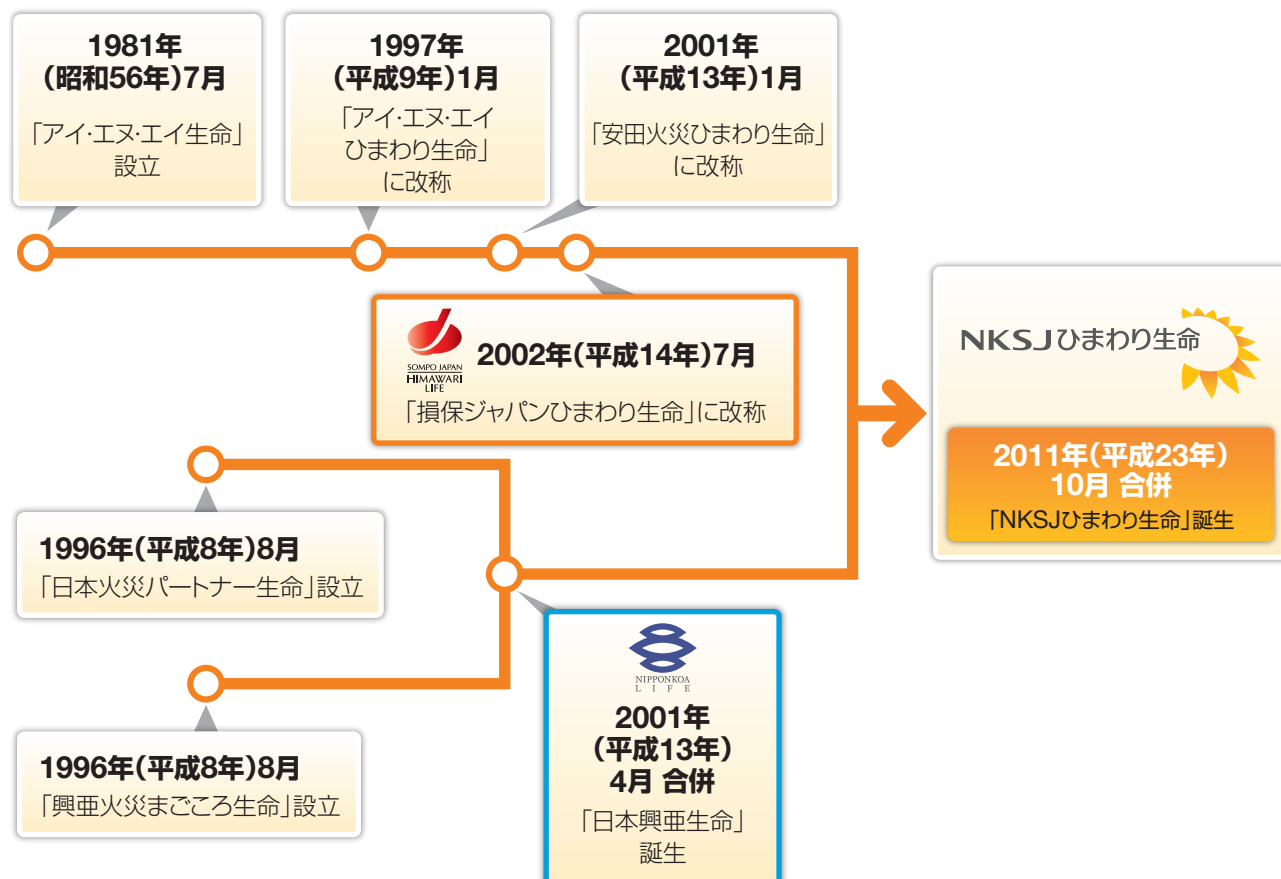 1981年
(昭和56年)7月
「アイ・エヌ・エイ生命」
設立
1997年
(平成9年)1月
「アイ・エヌ・エイ
ひまわり生命」
に改称
2001年
(平成13年)1月
「安田火災ひまわり生命」
に改称
SOMPO JAPAN
HIMAWARI
LIFE
2002年(平成14年)7月
「損保ジャパンひまわり生命」に改称
1996年(平成8年)8月
「日本火災パートナー生命」設立
1996年(平成8年)8月
「興亜火災まごころ生命」設立
NIPPONKOA
LIFE
2001年
(平成13年)
4月 合併
「日本興亜生命」
誕生
NKSJひまわり生命
2011年(平成23年)
10月 合併
「NKSJひまわり生命」誕生